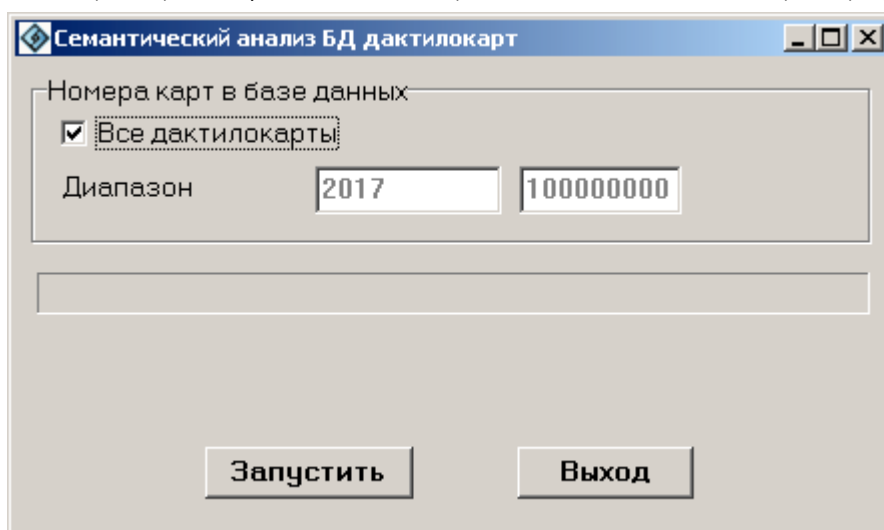 Семантический анализ БД дактилокарт
Номера карт в базе данных
Все дактилокарты
Диапазон 2017 100000000
Запустить Выход